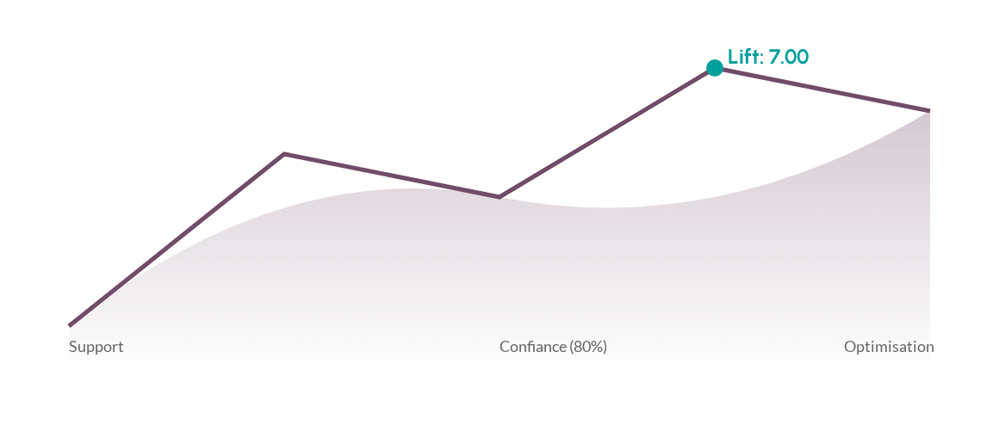 Lift: 7.00
Support
Confiance (80%)
Optimisation